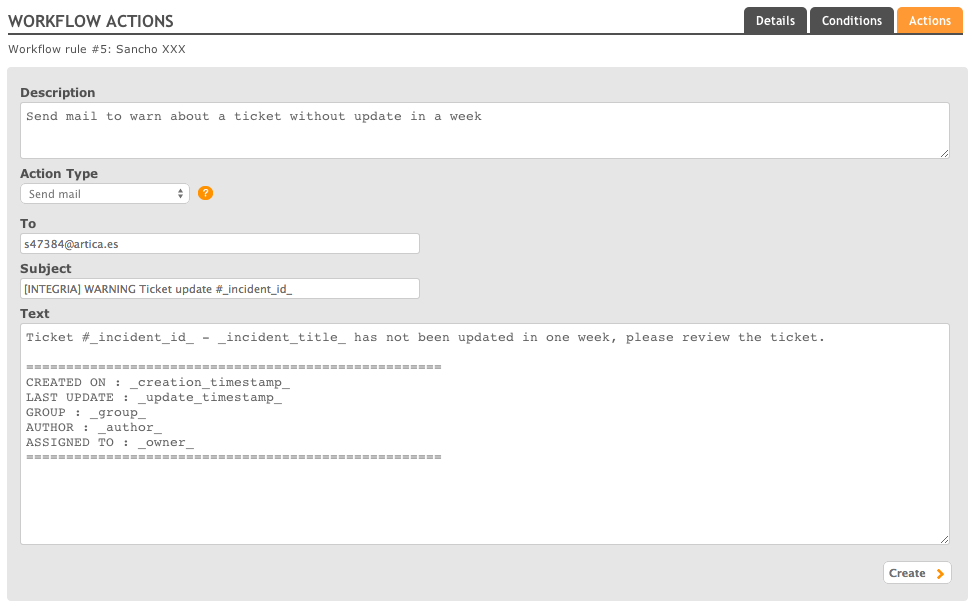 WORKFLOW ACTIONS
Details
Conditions
Actions
Workflow rule #5: Sancho XXX
Description
Send mail to warn about a ticket without update in a week
Action Type
Send mail
?
To
s47384@artica.es
Subject
[INTEGRIA] WARNING Ticket update #_incident_id_
Text
Ticket #_incident_id_ - _incident_title_ has not been updated in one week, please review the ticket.
====================================================
CREATED ON : _creation_timestamp_
LAST UPDATE : _update_timestamp_
GROUP : _group_
AUTHOR : _author_
ASSIGNED TO : _owner_
====================================================
Create